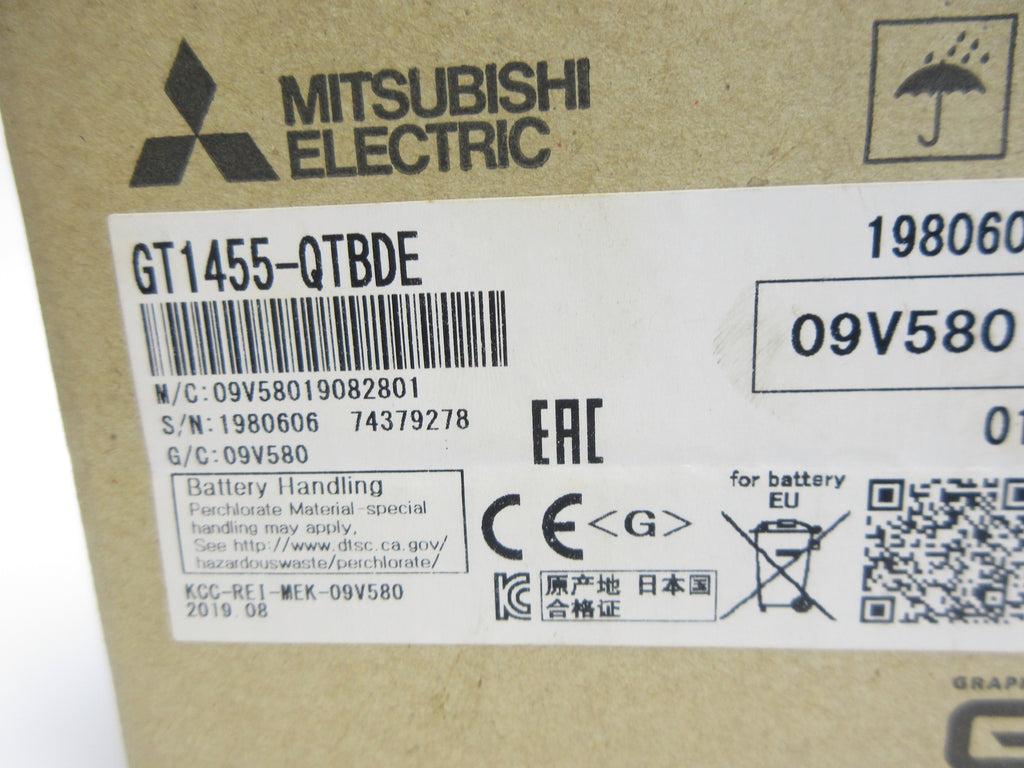 MITSUBISHI
ELECTRIC
GT1455-QTBDE
198060
09V580
M/C:09V58019082801
S/N:1980606 74379278
G/C:09V580
EAC
01
Battery Handling
Perchlorate Material-special
handling may apply,
See http://www.dtsc.ca.gov/
hazardouswaste/perchlorate/
CE <G>
for battery
EU
KC
原产地 日本国
合格证
KCC-REI-MEK-09V580
2019.08